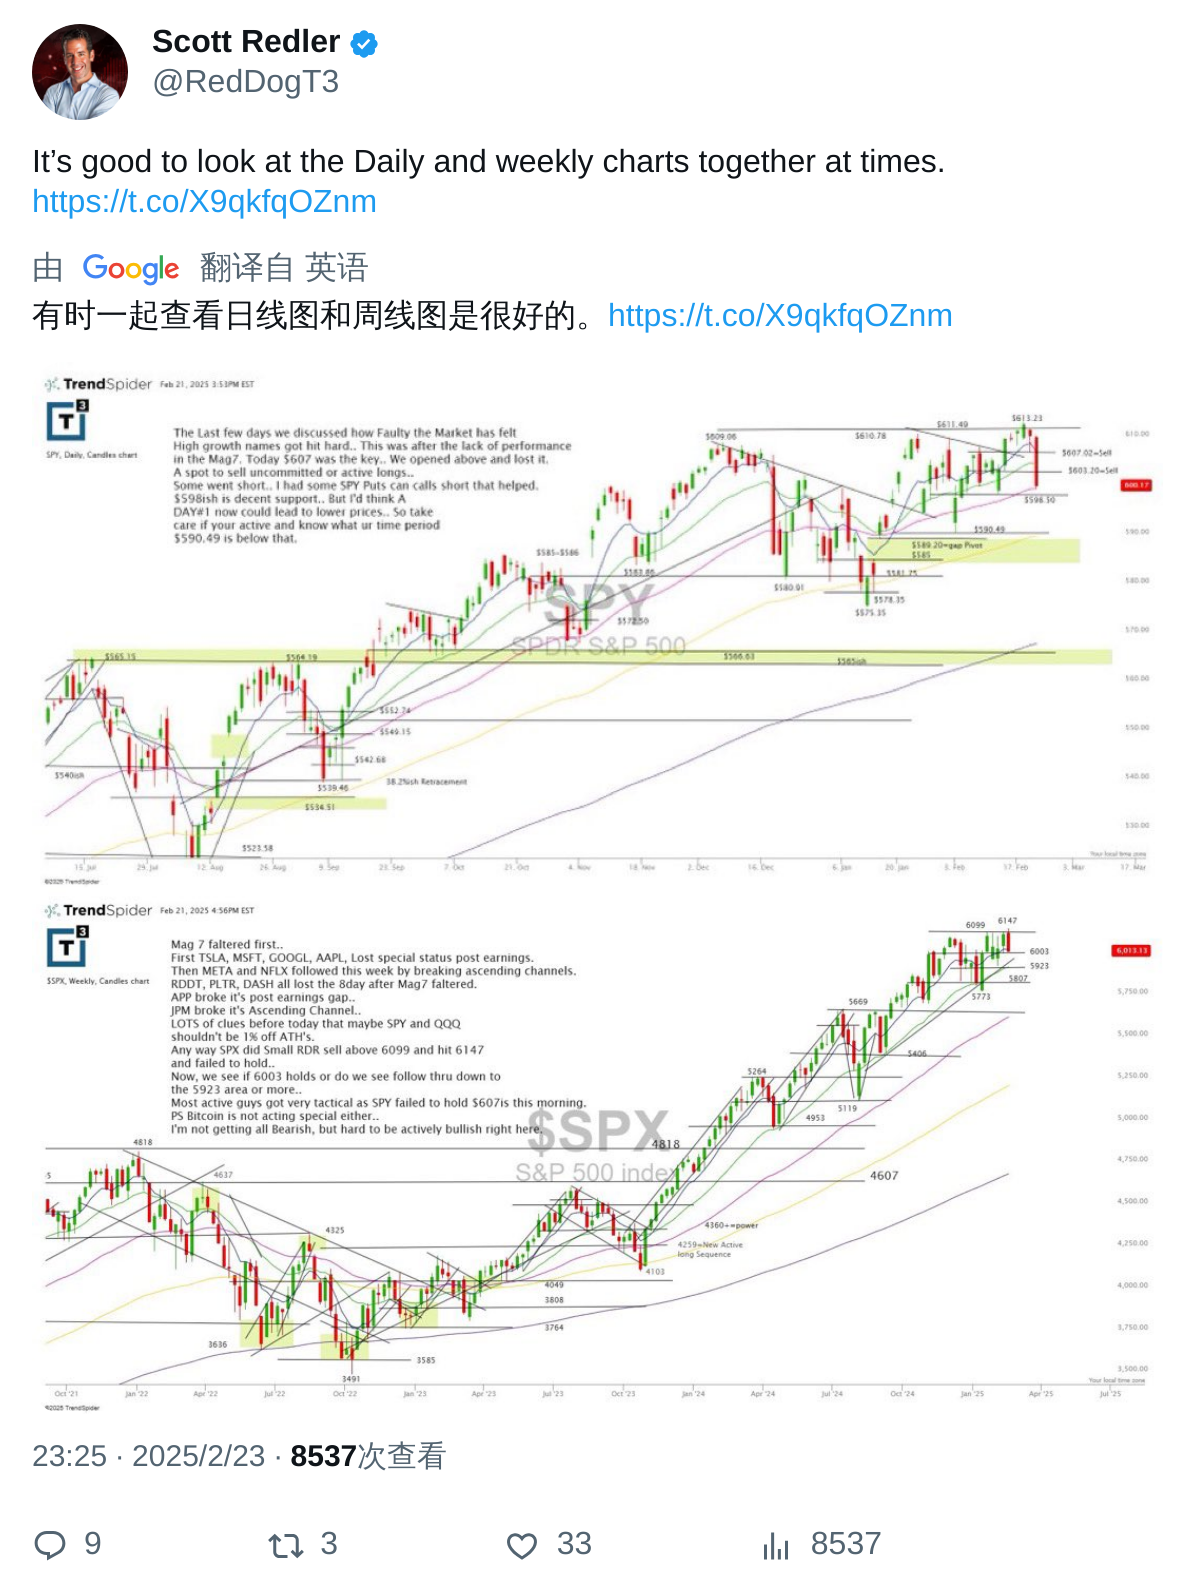 Scott Redler
@RedDogT3
It’s good to look at the Daily and weekly charts together at times.
https://t.co/X9qkfqOZnm
由 Google 翻译自 英语
有时一起查看日线图和周线图是很好的。https://t.co/X9qkfqOZnm
TrendSpider Feb 21, 2025 3:53PM EST
T3
SPY, Daily, Candles chart
The Last few days we discussed how Faulty the Market has felt
High growth names got hit hard.. This was after the lack of performance
in the Mag7. Today $607 was the key.. We opened above and lost it.
A spot to sell uncommitted or active longs..
Some went short.. I had some SPY Puts can calls short that helped.
$598ish is decent support.. But I'd think A
DAY#1 now could lead to lower prices.. So take
care if your active and know what ur time period
$590.49 is below that.
$609.06
$610.78
$611.49
$613.23
610.00
$607.02=Sell
$603.20=Sell
600.17
$598.50
$590.49
590.00
$589.20=gap Pivot
$585
$585-$586
$563.66
$580.91
$581.75
580.00
$578.35
$575.35
$572.50
570.00
SPY
SPDR S&P 500
$565.15
$564.19
$566.63
$565ish
560.00
$552.74
$549.15
550.00
$542.68
$540ish
$539.46
38.2%ish Retracement
540.00
$534.51
530.00
$523.58
Your local time zone
15. Jul 29. Jul 12. Aug 26. Aug 9. Sep 23. Sep 7. Oct 21. Oct 4. Nov 18. Nov 2. Dec 16. Dec 6. Jan 20. Jan 3. Feb 17. Feb 3. Mar 17. Mar
©2025 TrendSpider
TrendSpider Feb 21, 2025 4:56PM EST
T3
$SPX, Weekly, Candles chart
Mag 7 faltered first..
First TSLA, MSFT, GOOGL, AAPL, Lost special status post earnings.
Then META and NFLX followed this week by breaking ascending channels.
RDDT, PLTR, DASH all lost the 8day after Mag7 faltered.
APP broke it's post earnings gap..
JPM broke it's Ascending Channel..
LOTS of clues before today that maybe SPY and QQQ
shouldn't be 1% off ATH's.
Any way SPX did Small RDR sell above 6099 and hit 6147
and failed to hold..
Now, we see if 6003 holds or do we see follow thru down to
the 5923 area or more..
Most active guys got very tactical as SPY failed to hold $607is this morning.
PS Bitcoin is not acting special either..
I'm not getting all Bearish, but hard to be actively bullish right here.
6099
6147
6003
6,013.13
5923
5807
5773
5,750.00
5669
5,500.00
5406
5264
5,250.00
5119
4953
5,000.00
$SPX
S&P 500 index
4818
4818
4,750.00
4637
4607
4,500.00
4325
4360+=power
4259=New Active
long Sequence
4,250.00
4103
4049
4,000.00
3808
3764
3,750.00
3636
3585
3491
3,500.00
Your local time zone
Oct '21 Jan '22 Apr '22 Jul '22 Oct '22 Jan '23 Apr '23 Jul '23 Oct '23 Jan '24 Apr '24 Jul '24 Oct '24 Jan '25 Apr '25 Jul '25
©2025 TrendSpider
23:25 · 2025/2/23 · 8537次查看
9 3 33 8537